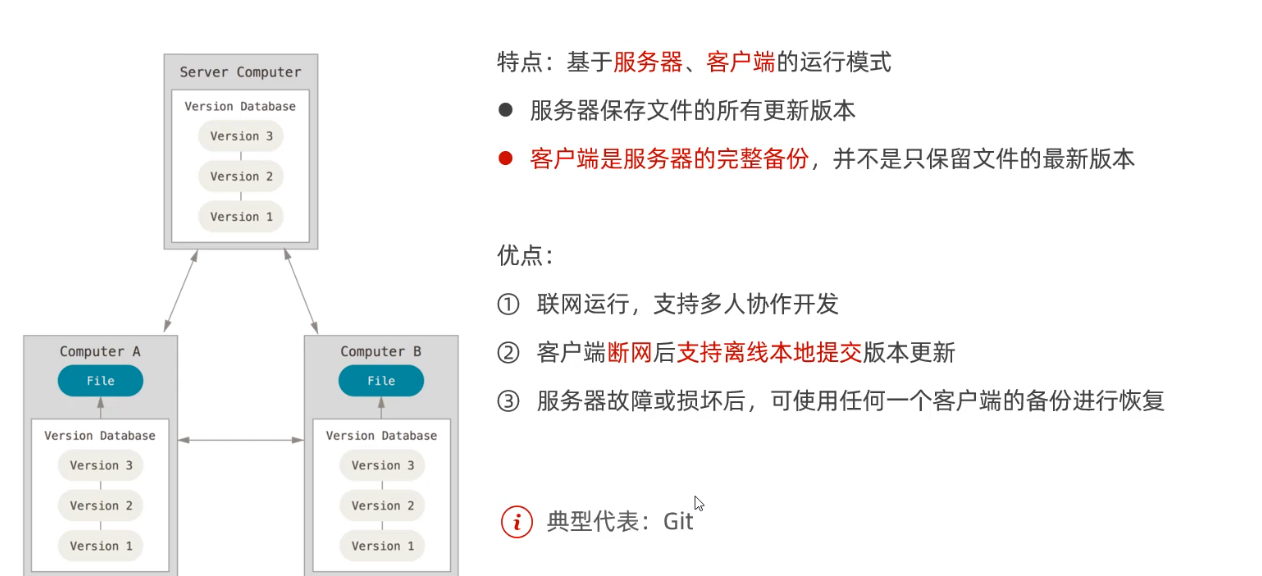 Server Computer
Version Database
Version 3
Version 2
Version 1
Computer A
File
Version Database
Version 3
Version 2
Version 1
Computer B
File
Version Database
Version 3
Version 2
Version 1
特点：基于服务器、客户端的运行模式
● 服务器保存文件的所有更新版本
● 客户端是服务器的完整备份，并不是只保留文件的最新版本
优点：
① 联网运行，支持多人协作开发
② 客户端断网后支持离线本地提交版本更新
③ 服务器故障或损坏后，可使用任何一个客户端的备份进行恢复
i 典型代表：Git